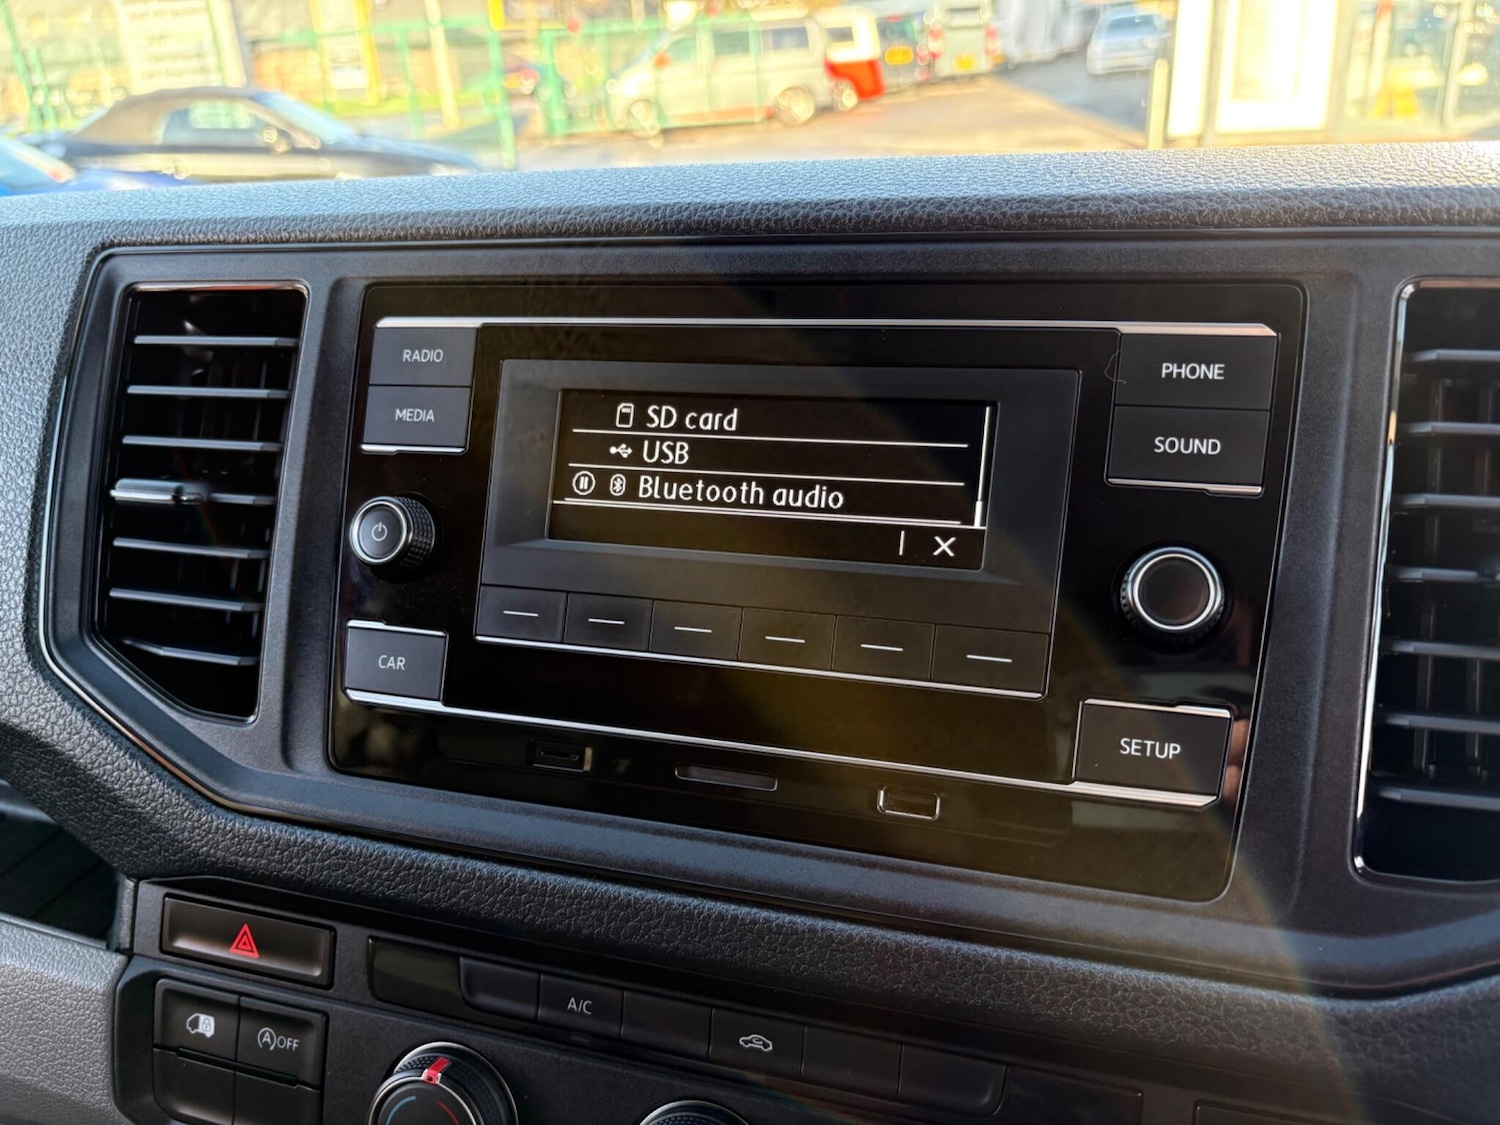 RADIO
MEDIA
SD card
USB
Bluetooth audio
PHONE
SOUND
CAR
SETUP
A/C
A OFF